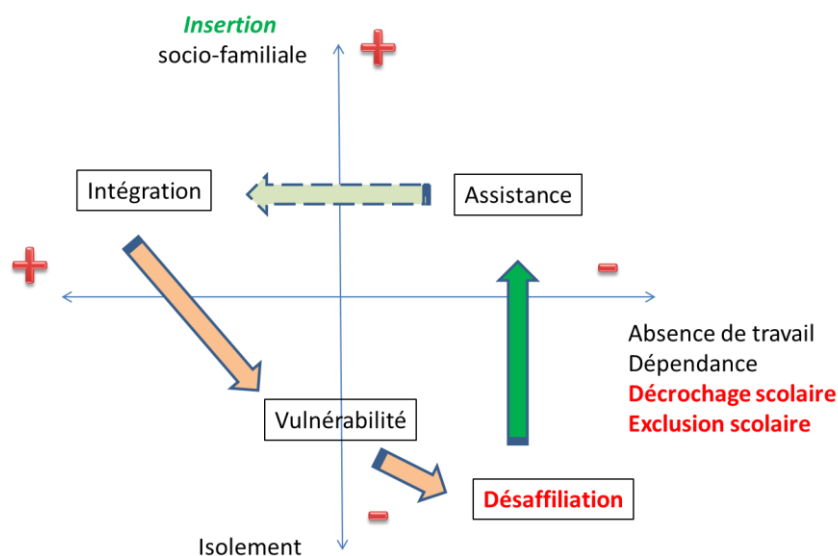 Insertion
socio-familiale
Intégration
Assistance
Absence de travail
Dépendance
Décrochage scolaire
Exclusion scolaire
Vulnérabilité
Désaffiliation
Isolement